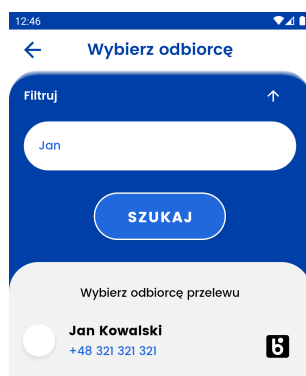 12:46
Wybierz odbiorcę
Filtruj
Jan
SZUKAJ
Wybierz odbiorcę przelewu
Jan Kowalski
+48 321 321 321